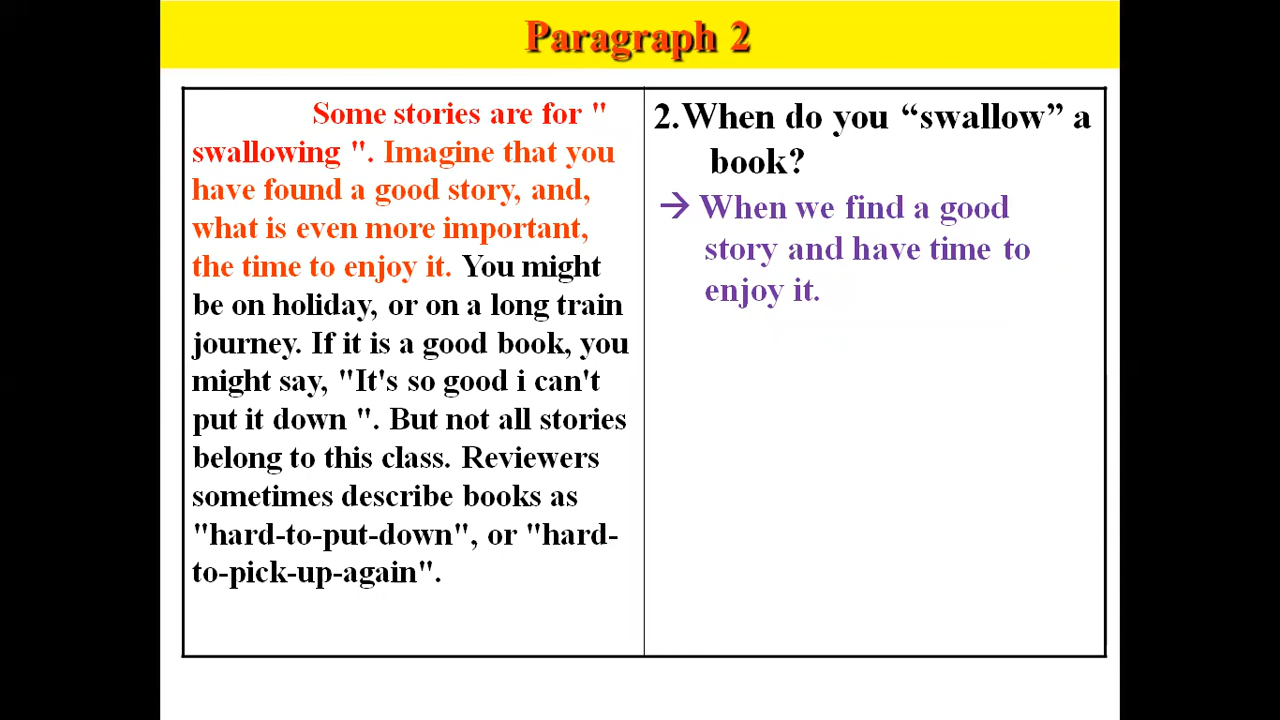 Paragraph 2
Some stories are for "
swallowing ". Imagine that you
have found a good story, and,
what is even more important,
the time to enjoy it. You might
be on holiday, or on a long train
journey. If it is a good book, you
might say, "It's so good i can't
put it down ". But not all stories
belong to this class. Reviewers
sometimes describe books as
"hard-to-put-down", or "hard-
to-pick-up-again".
2.When do you “swallow” a
book?
→ When we find a good
story and have time to
enjoy it.